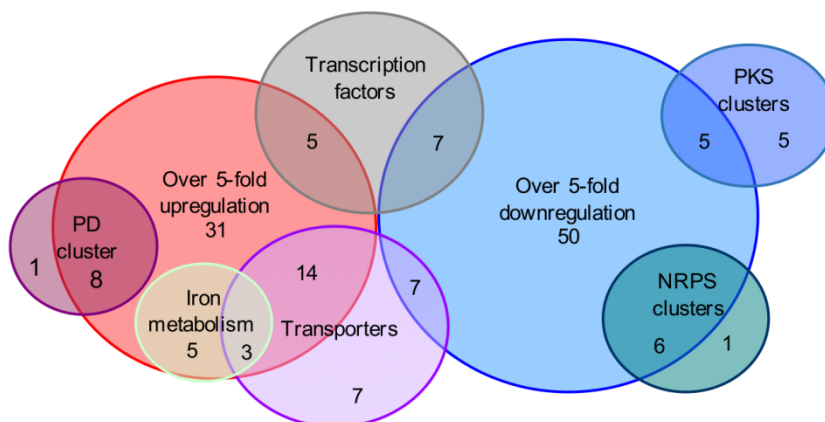 Transcription
factors
5
7
PKS
clusters
5
5
Over 5-fold
upregulation
31
Over 5-fold
downregulation
50
PD
cluster
1
8
14
7
Iron
metabolism
5
3
Transporters
7
NRPS
clusters
6
1